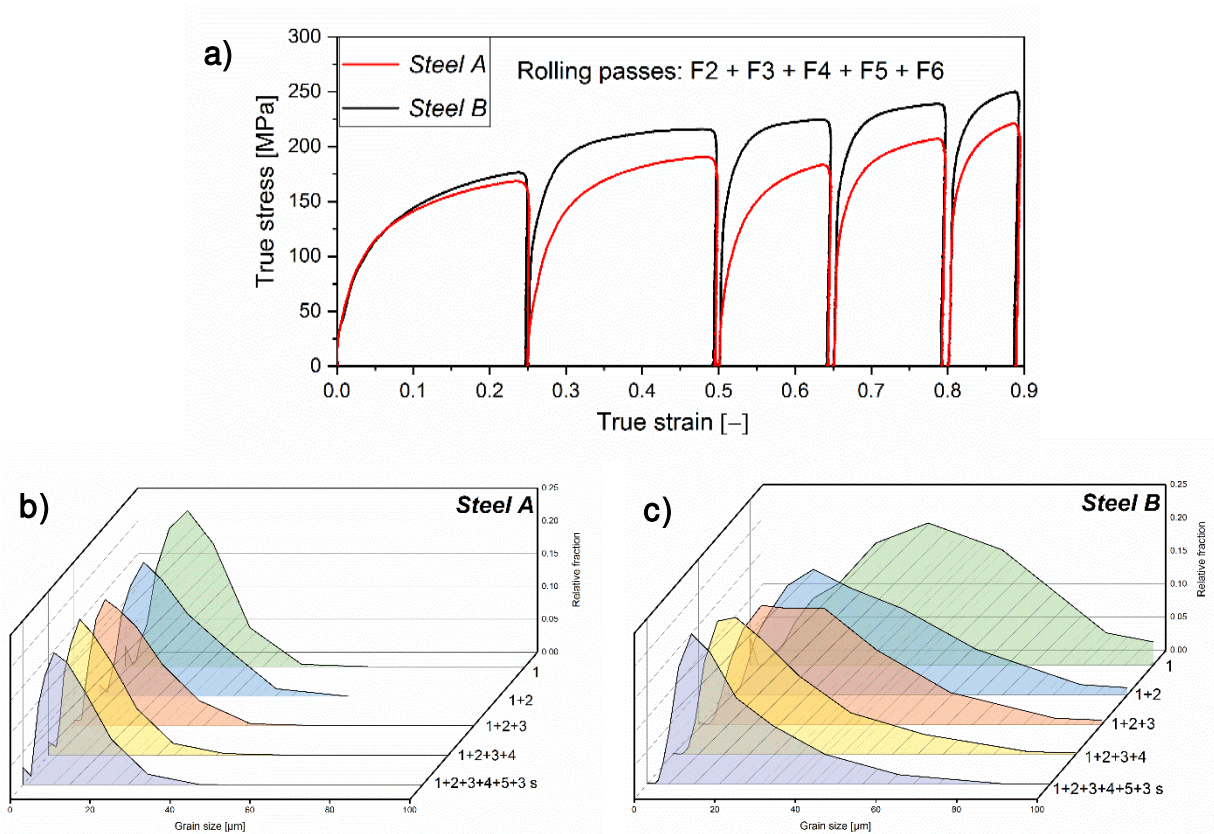 a)
Steel A
Steel B
Rolling passes: F2 + F3 + F4 + F5 + F6
True stress [MPa]
300
250
200
150
100
50
0
0.0 0.1 0.2 0.3 0.4 0.5 0.6 0.7 0.8 0.9
True strain [−]
b)
Steel A
0.25
0.20
0.15
0.10
0.05
0.00
Relative fraction
1
1+2
1+2+3
1+2+3+4
1+2+3+4+5+3 s
0 20 40 60 80 100
Grain size [µm]
c)
Steel B
0.25
0.20
0.15
0.10
0.05
0.00
Relative fraction
1
1+2
1+2+3
1+2+3+4
1+2+3+4+5+3 s
0 20 40 60 80 100
Grain size [µm]